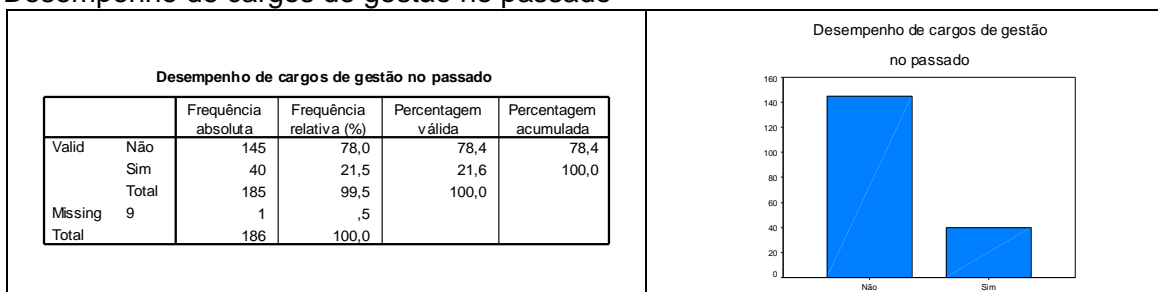 Desempenho de cargos de gestão no passado
Desempenho de cargos de gestão no passado
Frequência absoluta Frequência relativa (%) Percentagem válida Percentagem acumulada
Valid Não 145 78,0 78,4 78,4
Sim 40 21,5 21,6 100,0
Total 185 99,5 100,0
Missing 9 1 ,5
Total 186 100,0
Desempenho de cargos de gestão
no passado
160
140
120
100
80
60
40
20
0
Não Sim